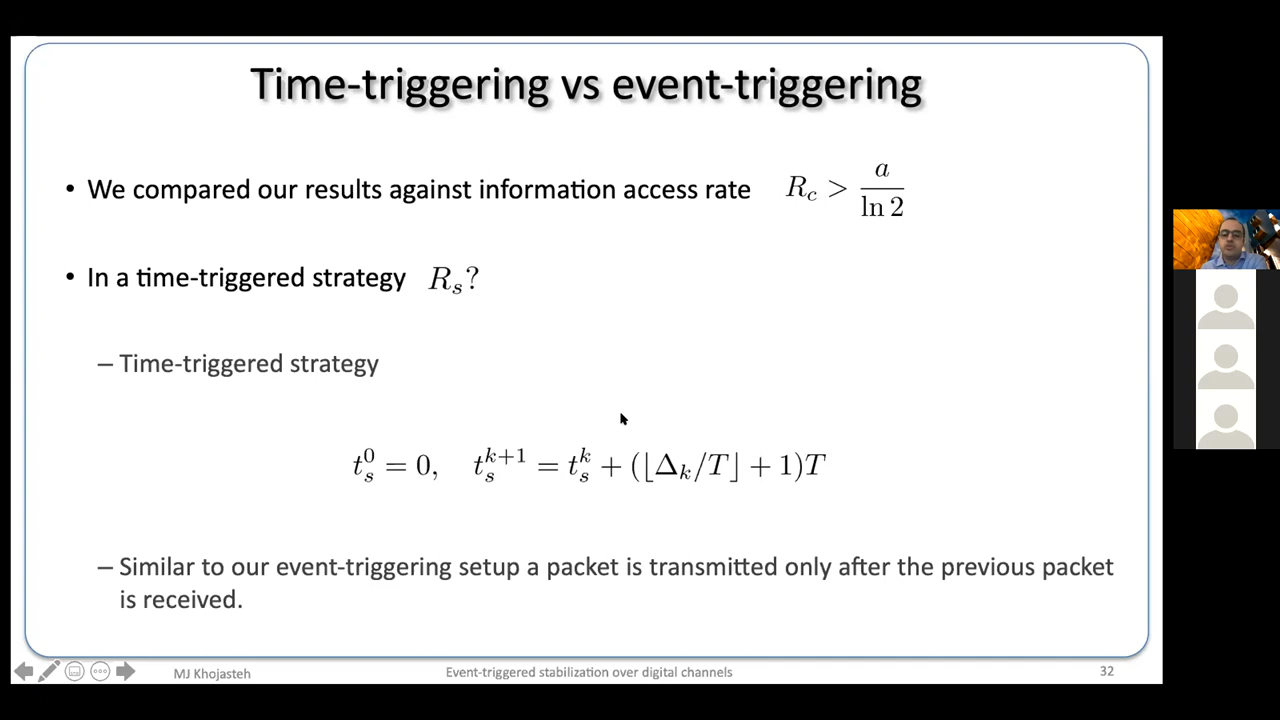 Time-triggering vs event-triggering
• We compared our results against information access rate R_c > a / ln 2
• In a time-triggered strategy R_s?
– Time-triggered strategy
t_s^0 = 0, t_s^{k+1} = t_s^k + (⌊Δ_k/T⌋ + 1)T
– Similar to our event-triggering setup a packet is transmitted only after the previous packet
is received.
MJ Khojasteh Event-triggered stabilization over digital channels 32